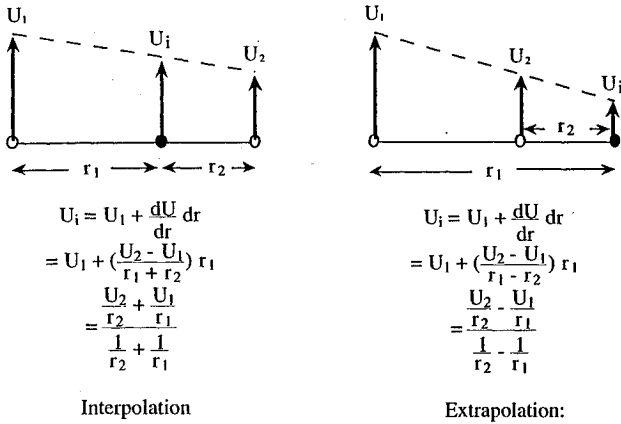 U₁
Uᵢ
U₂
r₁
r₂
Uᵢ = U₁ + dU/dr dr
= U₁ + (U₂ - U₁ / r₁ + r₂) r₁
= U₂/r₂ + U₁/r₁ / 1/r₂ + 1/r₁
Interpolation
U₁
U₂
Uᵢ
r₂
r₁
Uᵢ = U₁ + dU/dr dr
= U₁ + (U₂ - U₁ / r₁ - r₂) r₁
= U₂/r₂ - U₁/r₁ / 1/r₂ - 1/r₁
Extrapolation: